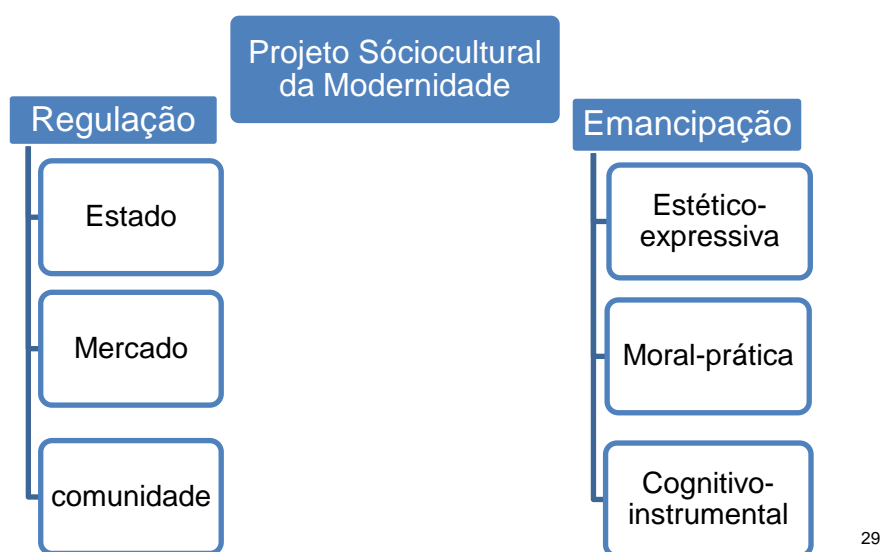 Projeto Sóciocultural
da Modernidade
Regulação
Estado
Mercado
comunidade
Emancipação
Estético-
expressiva
Moral-prática
Cognitivo-
instrumental
29